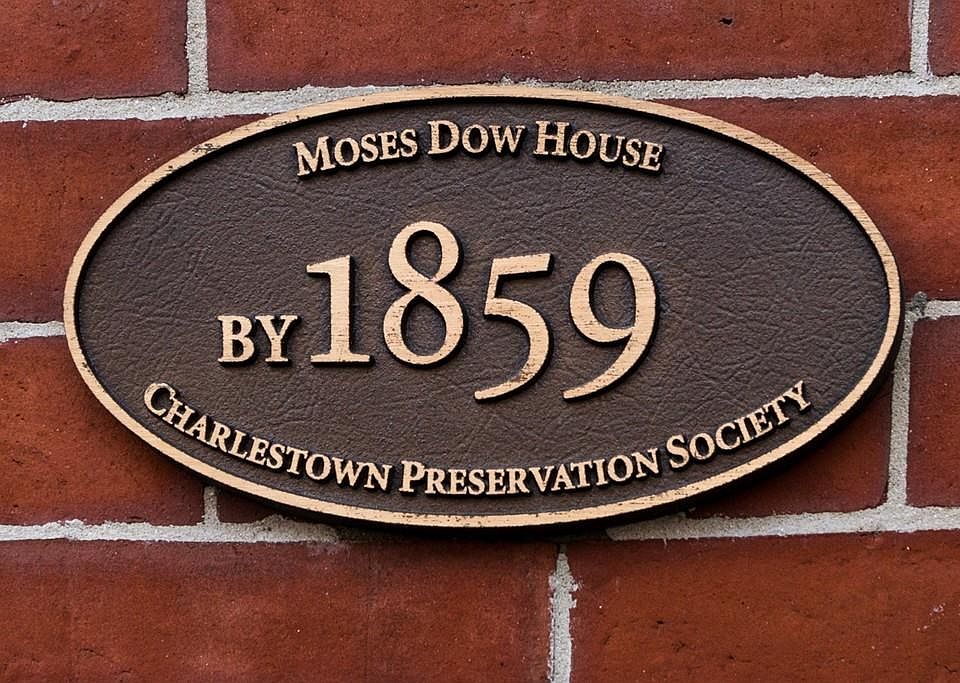 Moses Dow House
BY 1859
Charlestown Preservation Society